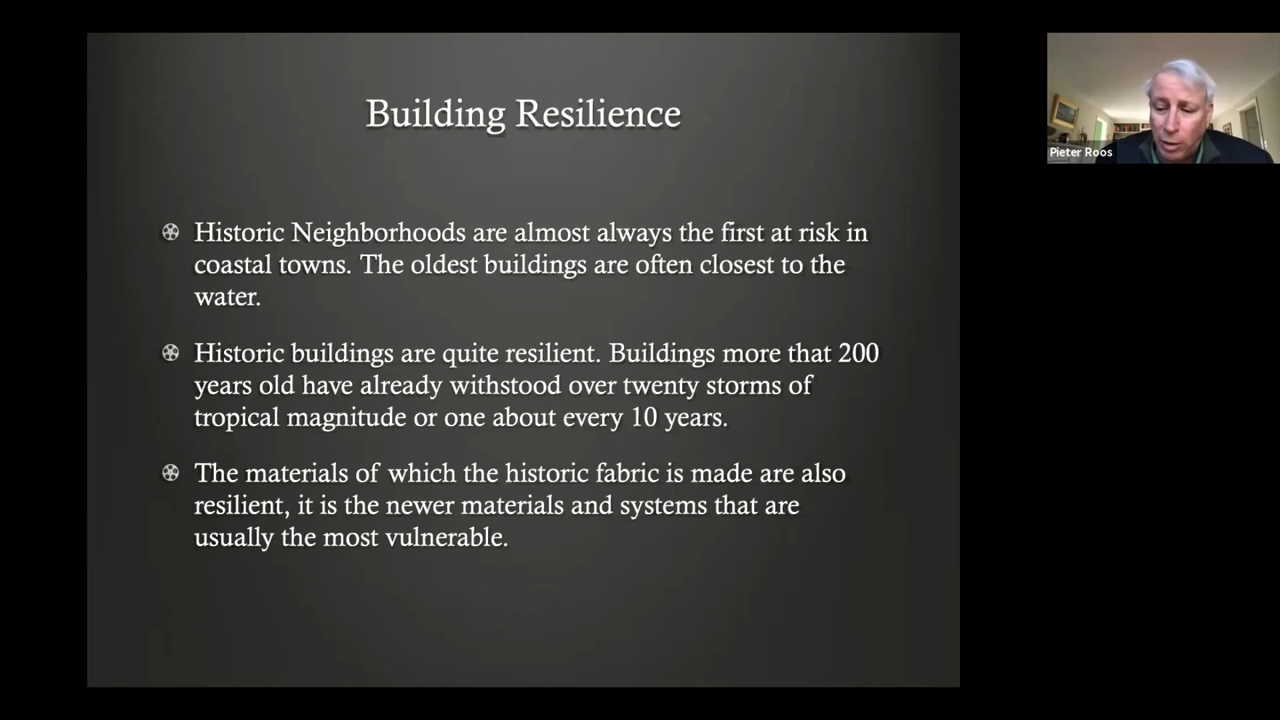 Building Resilience
Historic Neighborhoods are almost always the first at risk in
coastal towns. The oldest buildings are often closest to the
water.
Historic buildings are quite resilient. Buildings more that 200
years old have already withstood over twenty storms of
tropical magnitude or one about every 10 years.
The materials of which the historic fabric is made are also
resilient, it is the newer materials and systems that are
usually the most vulnerable.
Pieter Roos